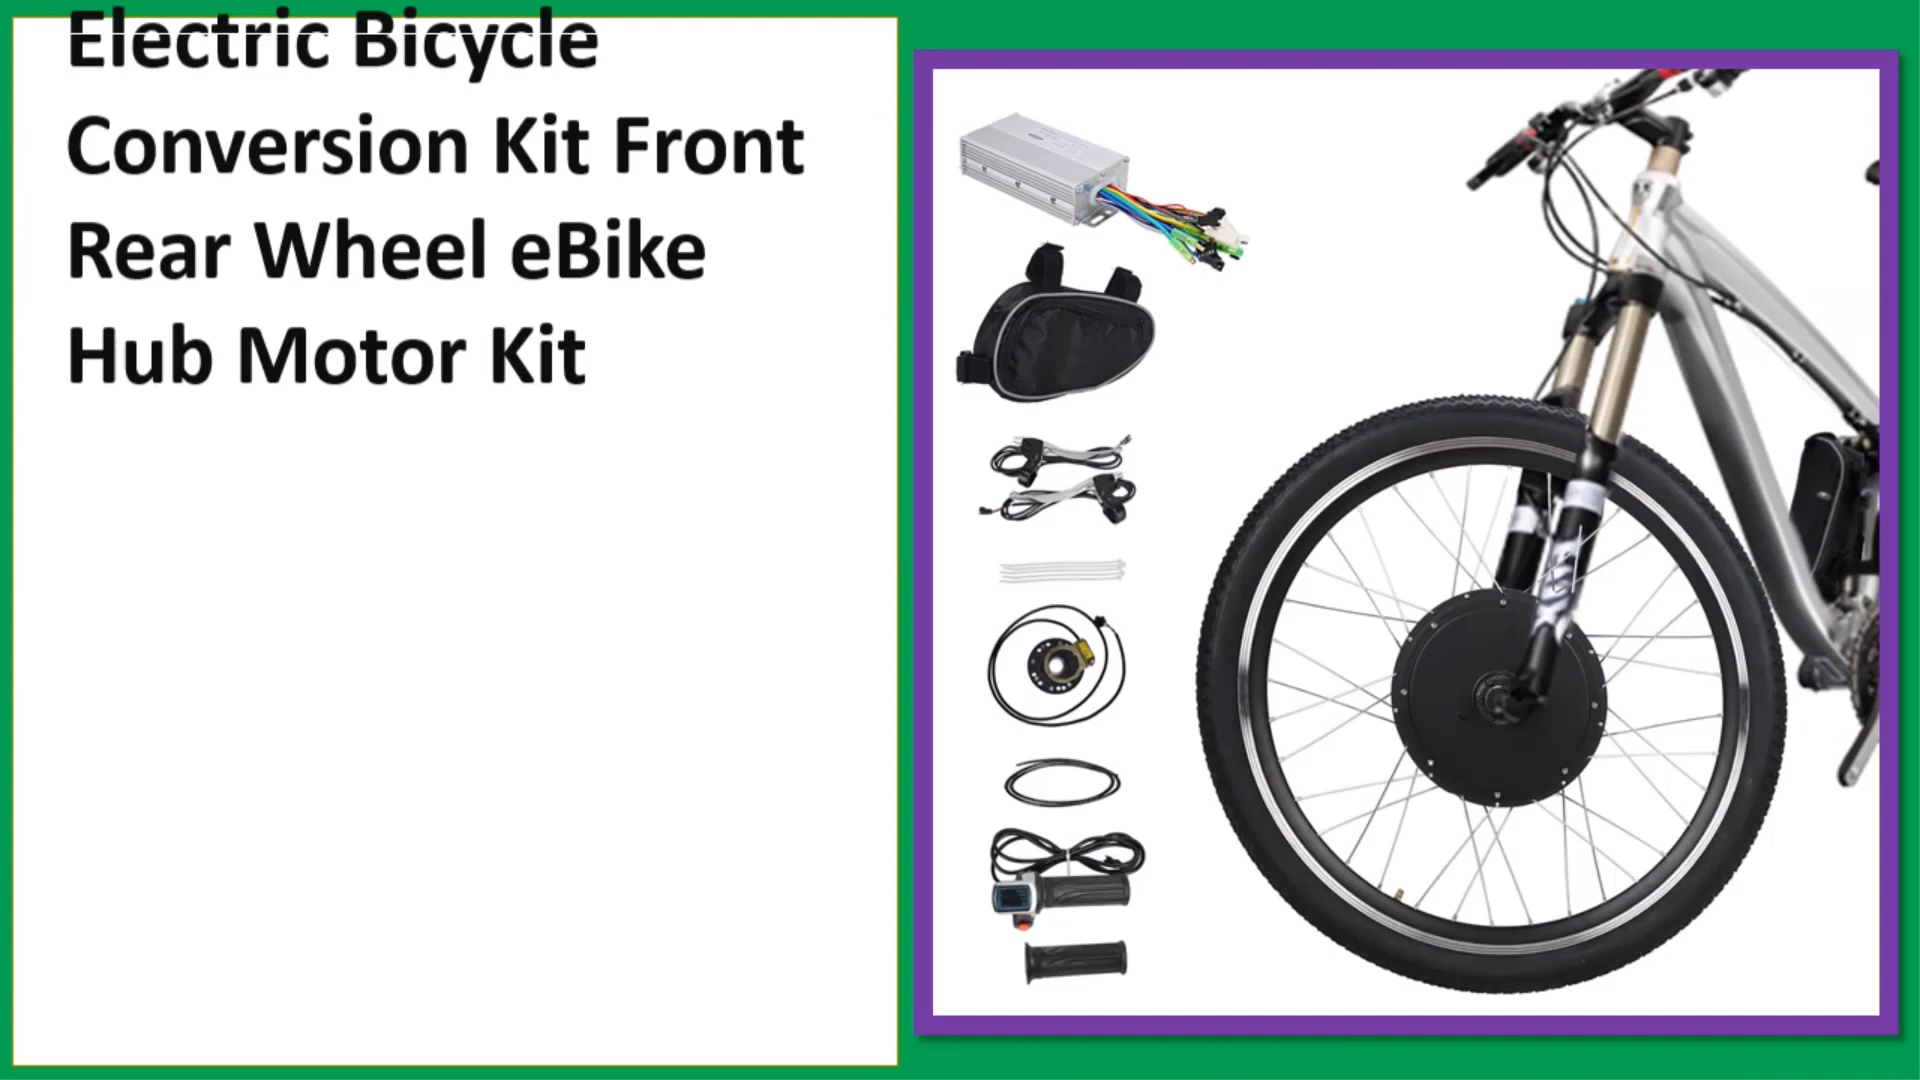 Electric Bicycle
Conversion Kit Front
Rear Wheel eBike
Hub Motor Kit